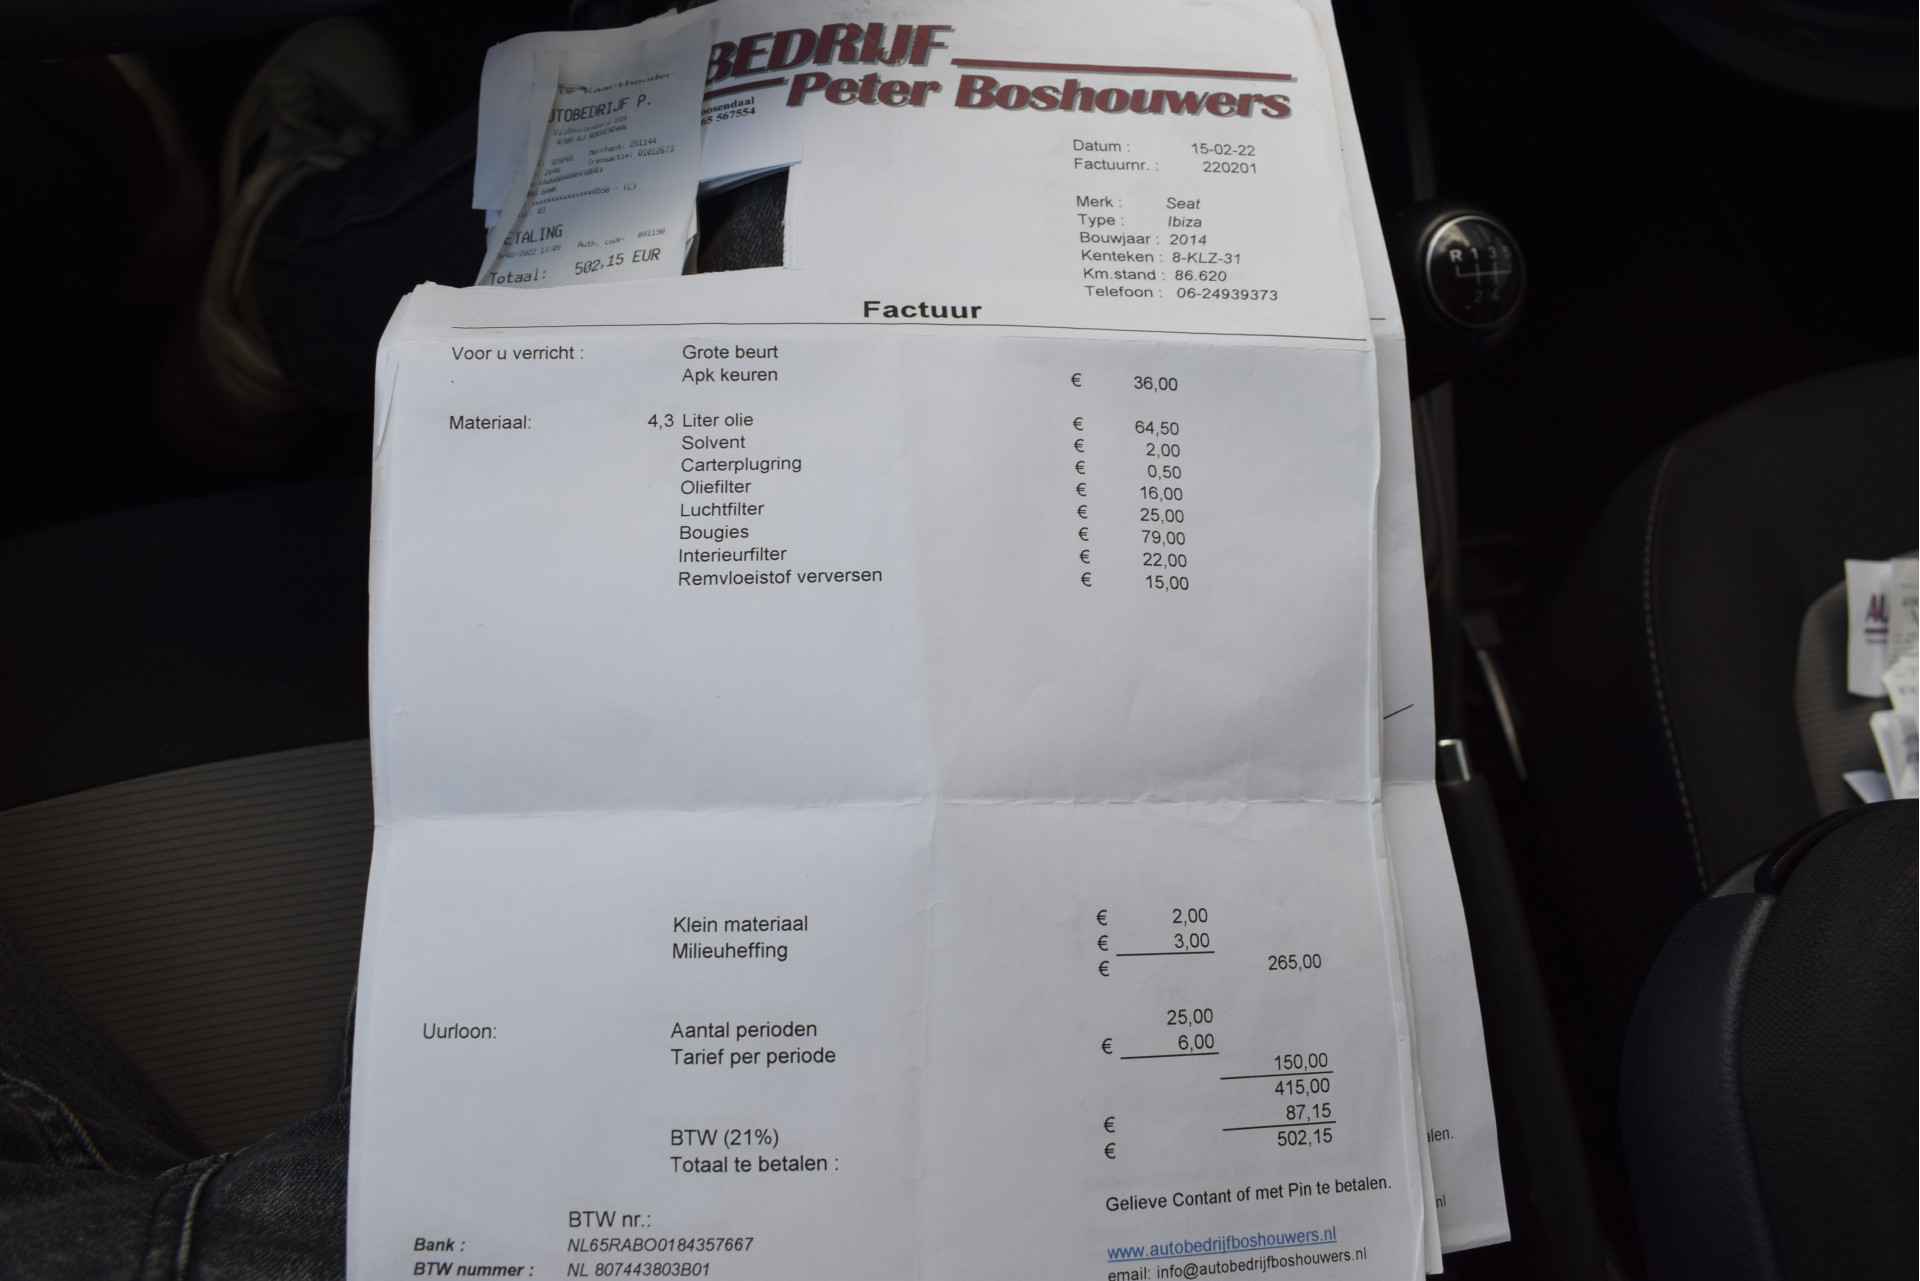 BEDRIJF
Peter Boshouwers
567554
TOBEDRIJF P.
Totaal: 502,15 EUR
Datum : 15-02-22
Factuurnr. : 220201
Merk : Seat
Type : Ibiza
Bouwjaar : 2014
Kenteken : 8-KLZ-31
Km.stand : 86.620
Telefoon : 06-24939373
Factuur
Voor u verricht : Grote beurt
Apk keuren € 36,00
Materiaal: 4,3 Liter olie € 64,50
Solvent € 2,00
Carterplugring € 0,50
Oliefilter € 16,00
Luchtfilter € 25,00
Bougies € 79,00
Interieurfilter € 22,00
Remvloeistof verversen € 15,00
Klein materiaal € 2,00
Milieuheffing € 3,00
€ 265,00
Uurloon: Aantal perioden 25,00
Tarief per periode € 6,00
150,00
415,00
BTW (21%) € 87,15
Totaal te betalen : € 502,15
Gelieve Contant of met Pin te betalen.
BTW nr.:
Bank : NL65RABO0184357667
BTW nummer : NL 807443803B01
www.autobedrijfboshouwers.nl
email: info@autobedrijfboshouwers.nl
R 1 3 5
2 4